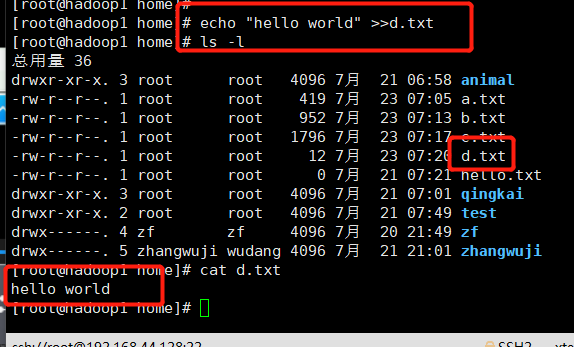 [root@hadoop1 home]#
[root@hadoop1 home]# echo "hello world" >>d.txt
[root@hadoop1 home]# ls -l
总用量 36
drwxr-xr-x. 3 root root 4096 7月 21 06:58 animal
-rw-r--r--. 1 root root 419 7月 23 07:05 a.txt
-rw-r--r--. 1 root root 952 7月 23 07:13 b.txt
-rw-r--r--. 1 root root 1796 7月 23 07:17 c.txt
-rw-r--r--. 1 root root 12 7月 23 07:20 d.txt
-rw-r--r--. 1 root root 0 7月 21 07:21 hello.txt
drwxr-xr-x. 3 root root 4096 7月 21 07:01 qingkai
drwxr-xr-x. 2 root root 4096 7月 21 07:49 test
drwx------. 4 zf zf 4096 7月 20 21:49 zf
drwx------. 5 zhangwuji wudang 4096 7月 21 21:01 zhangwuji
[root@hadoop1 home]# cat d.txt
hello world
[root@hadoop1 home]#
ssh://root@192.168.44.128:22 SSH2